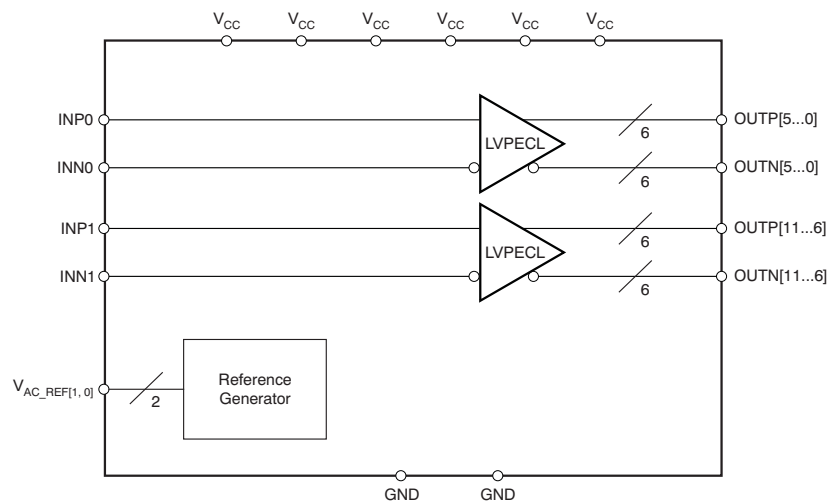 VCC VCC VCC VCC VCC VCC
INP0
LVPECL
6
OUTP[5...0]
INN0
6
OUTN[5...0]
INP1
LVPECL
6
OUTP[11...6]
INN1
6
OUTN[11...6]
VAC_REF[1, 0]
2
Reference
Generator
GND GND